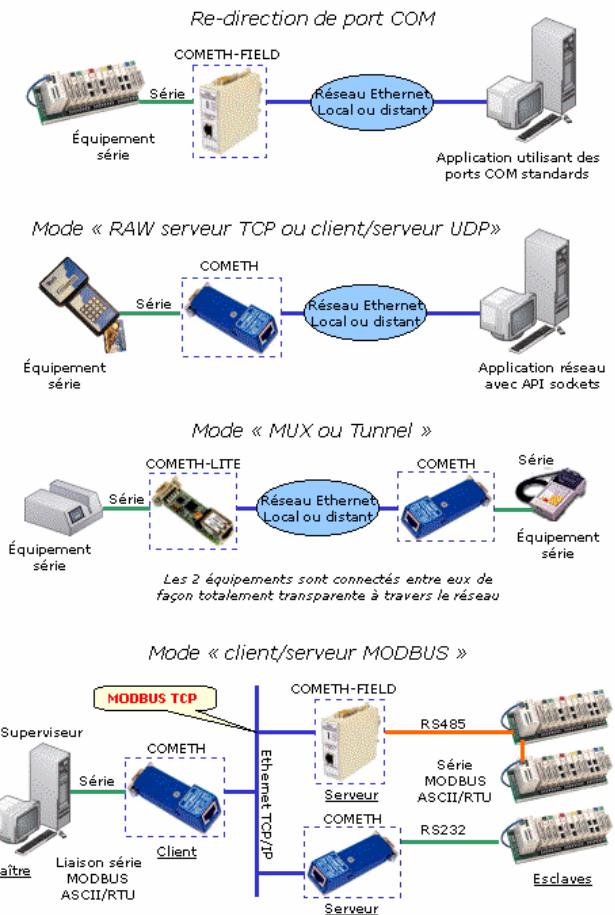 Re-direction de port COM
COMETH-FIELD
Série
Réseau Ethernet
Local ou distant
Équipement
série
Application utilisant des
ports COM standards
Mode « RAW serveur TCP ou client/serveur UDP»
COMETH
Série
Réseau Ethernet
Local ou distant
Équipement
série
Application réseau
avec API sockets
Mode « MUX ou Tunnel »
COMETH-LITE
COMETH
Série
Série
Réseau Ethernet
Local ou distant
Équipement
série
Équipement
série
Les 2 équipements sont connectés entre eux de
façon totalement transparente à travers le réseau
Mode « client/serveur MODBUS »
MODBUS TCP
COMETH-FIELD
RS485
Superviseur
COMETH
Série
Ethernet TCP/IP
Série
MODBUS
ASCII/RTU
Serveur
COMETH
RS232
Client
aître
Liaison série
MODBUS
ASCII/RTU
Esclaves
Serveur